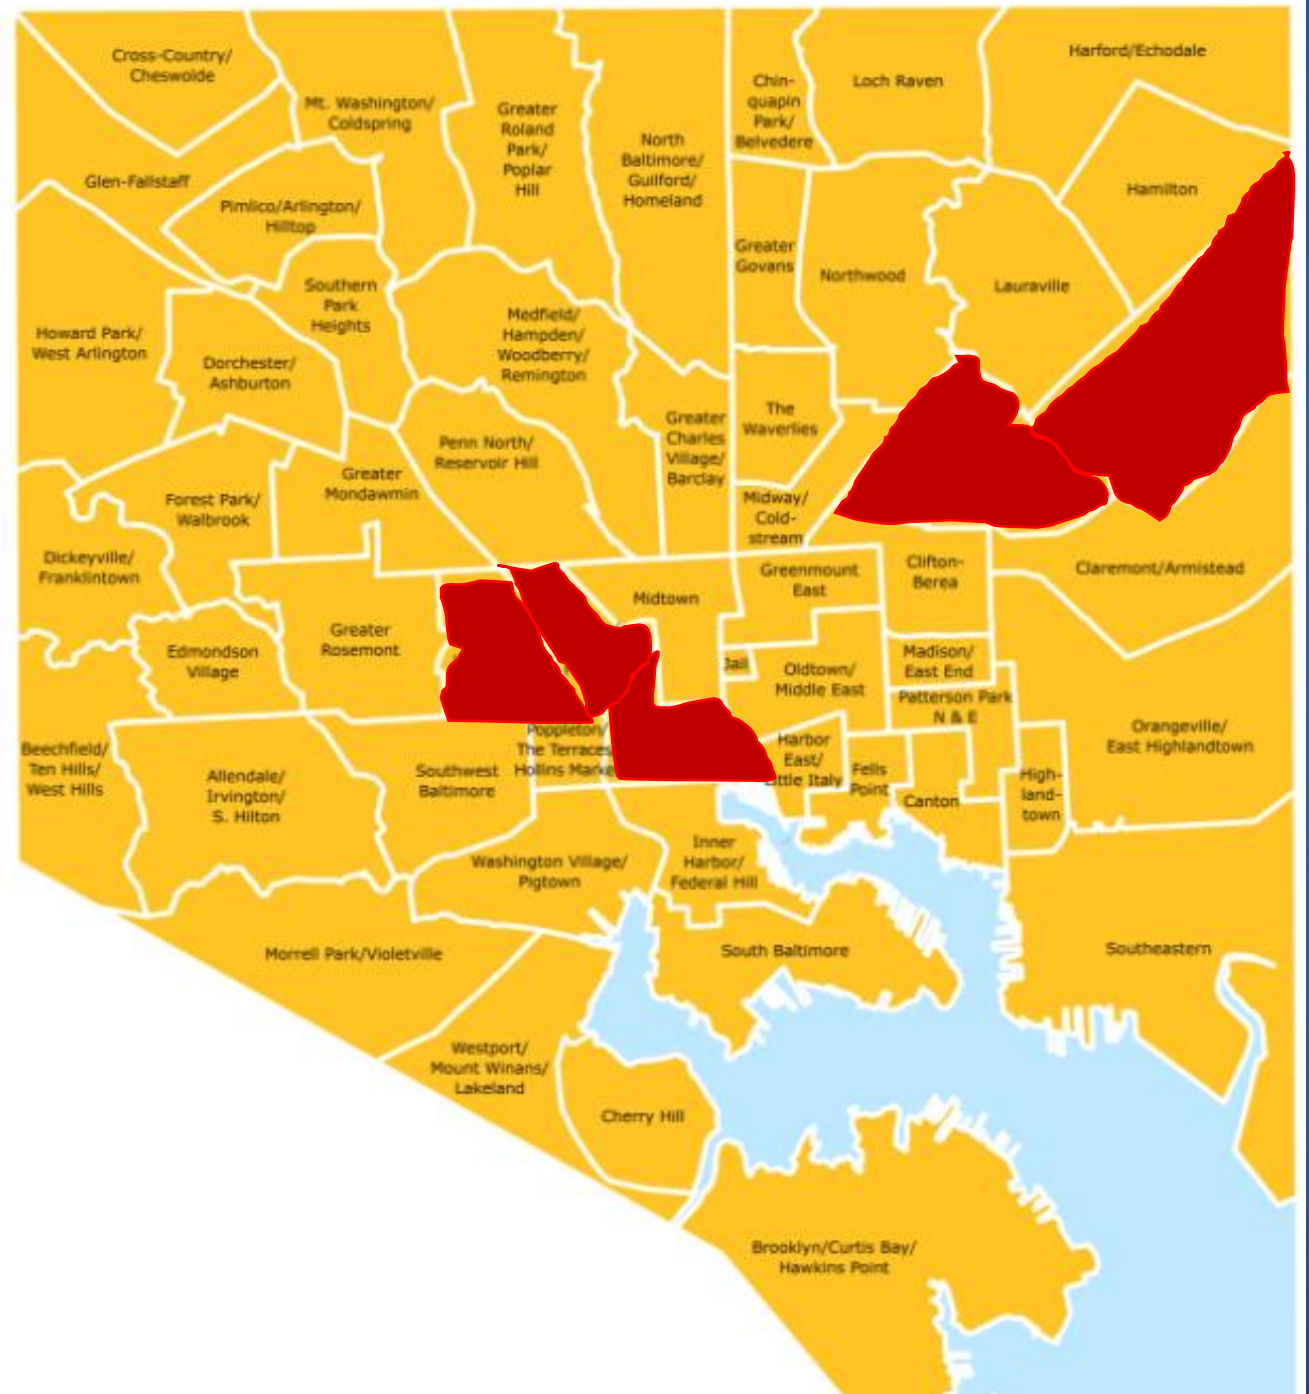 Cross-Country/
Cheswolde
Mt. Washington/
Coldspring
Greater
Roland
Park/
Poplar
Hill
North
Baltimore/
Guilford/
Homeland
Chin-
quapin
Park/
Belvedere
Loch Raven
Harford/Echodale
Glen-Fallstaff
Pimlico/Arlington/
Hilltop
Hamilton
Greater
Govans
Northwood
Lauraville
Southern
Park
Heights
Howard Park/
West Arlington
Dorchester/
Ashburton
Medfield/
Hampden/
Woodberry/
Remington
Greater
Charles
Village/
Barclay
The
Waverlies
Penn North/
Reservoir Hill
Greater
Mondawmin
Forest Park/
Walbrook
Midway/
Cold-
stream
Dickeyville/
Franklintown
Greenmount
East
Clifton-
Berea
Claremont/Armistead
Midtown
Greater
Rosemont
Edmondson
Village
Jail
Oldtown/
Middle East
Madison/
East End
Patterson Park
N & E
Orangeville/
East Highlandtown
Beechfield/
Ten Hills/
West Hills
Allendale/
Irvington/
S. Hilton
Southwest
Baltimore
Poppleton/
The Terraces
Hollins Marke
Harbor
East/
ittle Italy
Fells
Point
Canton
High-
land-
town
Washington Village/
Pigtown
Inner
Harbor/
Federal Hill
South Baltimore
Southeastern
Morrell Park/Violetville
Westport/
Mount Winans/
Lakeland
Cherry Hill
Brooklyn/Curtis Bay/
Hawkins Point